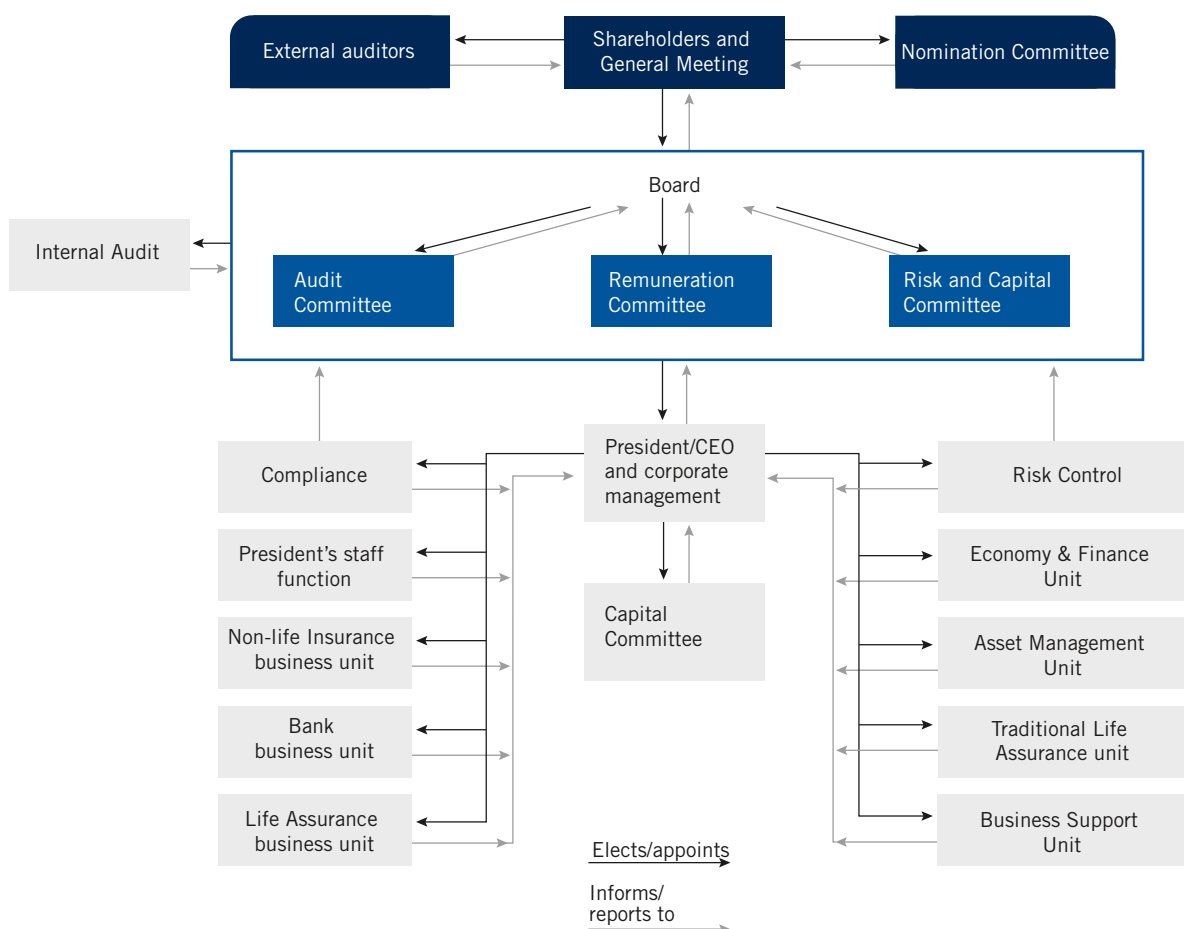 External auditors
Shareholders and
General Meeting
Nomination Committee
Board
Internal Audit
Audit
Committee
Remuneration
Committee
Risk and Capital
Committee
Compliance
President/CEO
and corporate
management
Risk Control
President’s staff
function
Economy & Finance
Unit
Capital
Committee
Non-life Insurance
business unit
Asset Management
Unit
Bank
business unit
Traditional Life
Assurance unit
Life Assurance
business unit
Business Support
Unit
Elects/appoints
Informs/
reports to